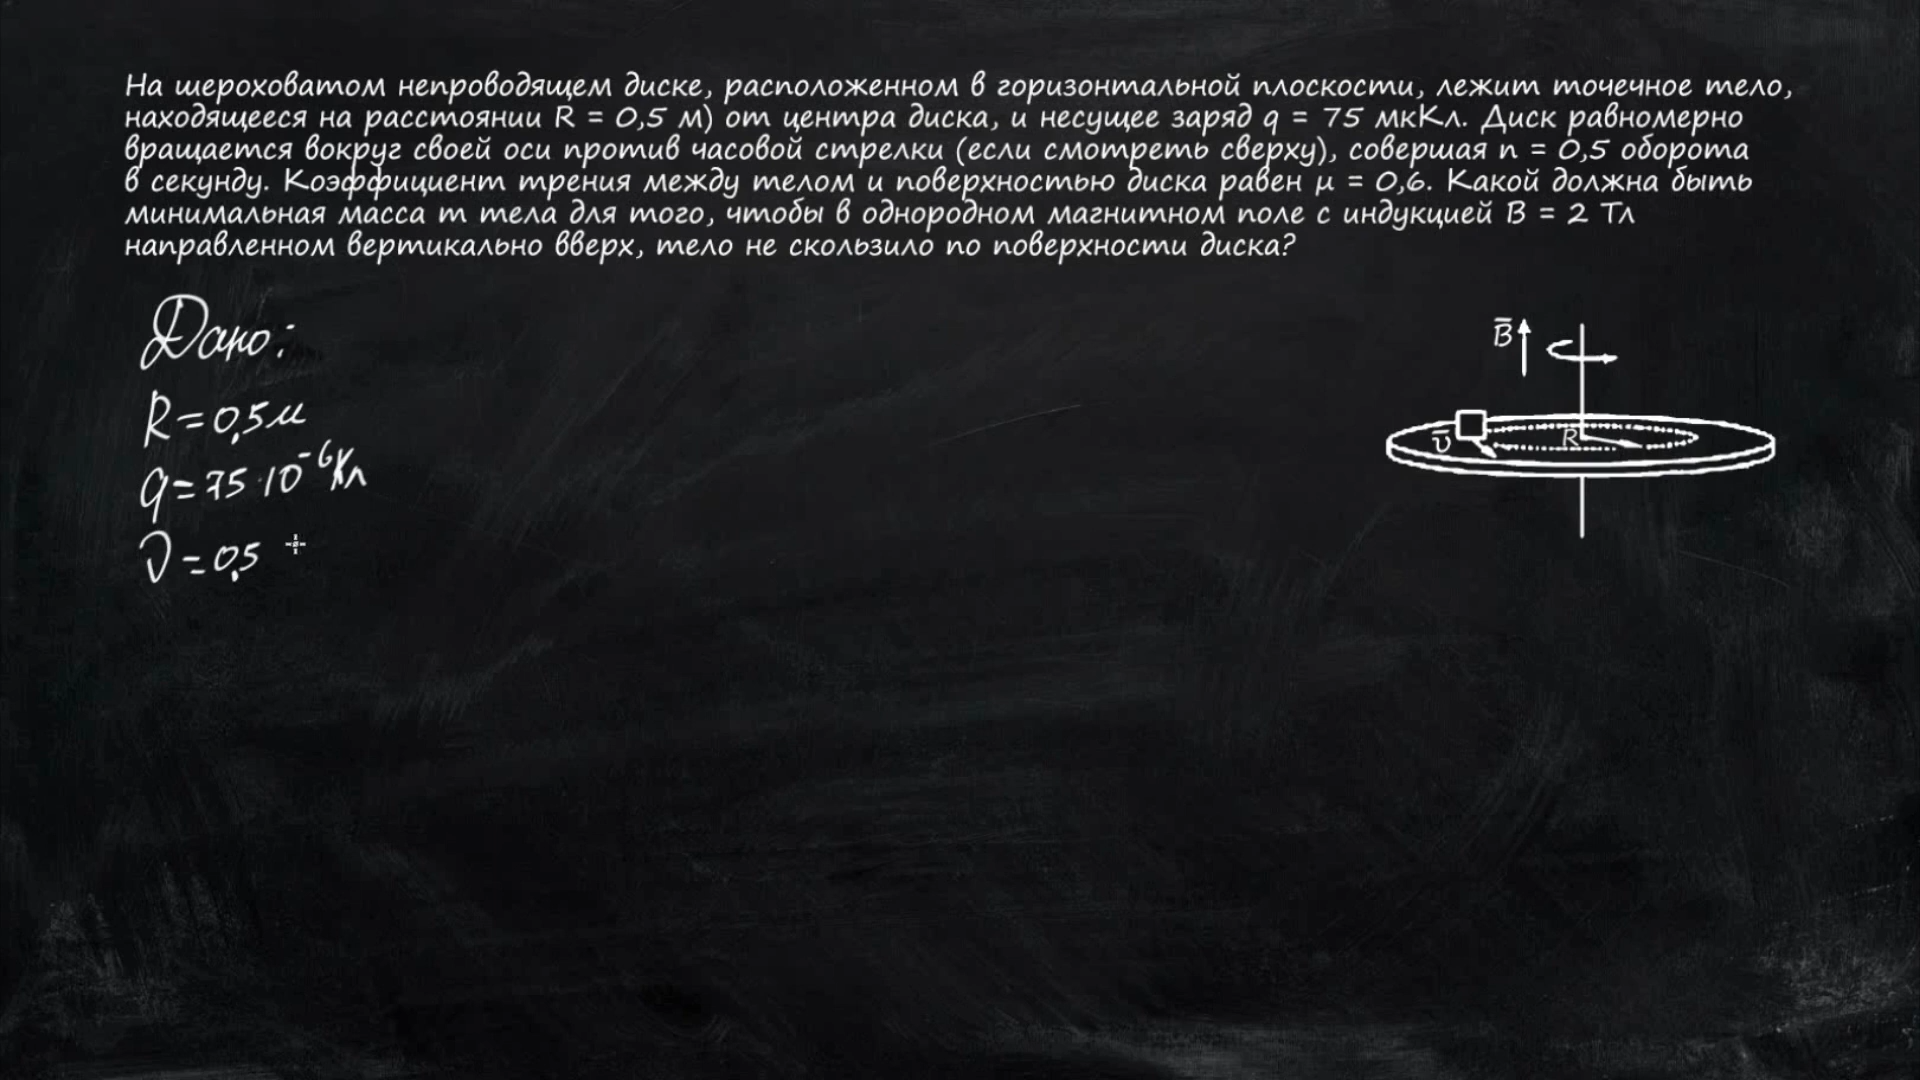 На шероховатом непроводящем диске, расположенном в горизонтальной плоскости, лежит точечное тело,
находящееся на расстоянии R = 0,5 м) от центра диска, и несущее заряд q = 75 мкКл. Диск равномерно
вращается вокруг своей оси против часовой стрелки (если смотреть сверху), совершая n = 0,5 оборота
в секунду. Коэффициент трения между телом и поверхностью диска равен μ = 0,6. Какой должна быть
минимальная масса m тела для того, чтобы в однородном магнитном поле с индукцией B = 2 Тл
направленном вертикально вверх, тело не скользило по поверхности диска?
Дано:
R = 0,5 м
q = 75 · 10⁻⁶ Кл
ν = 0,5
B̅
υ̅
R